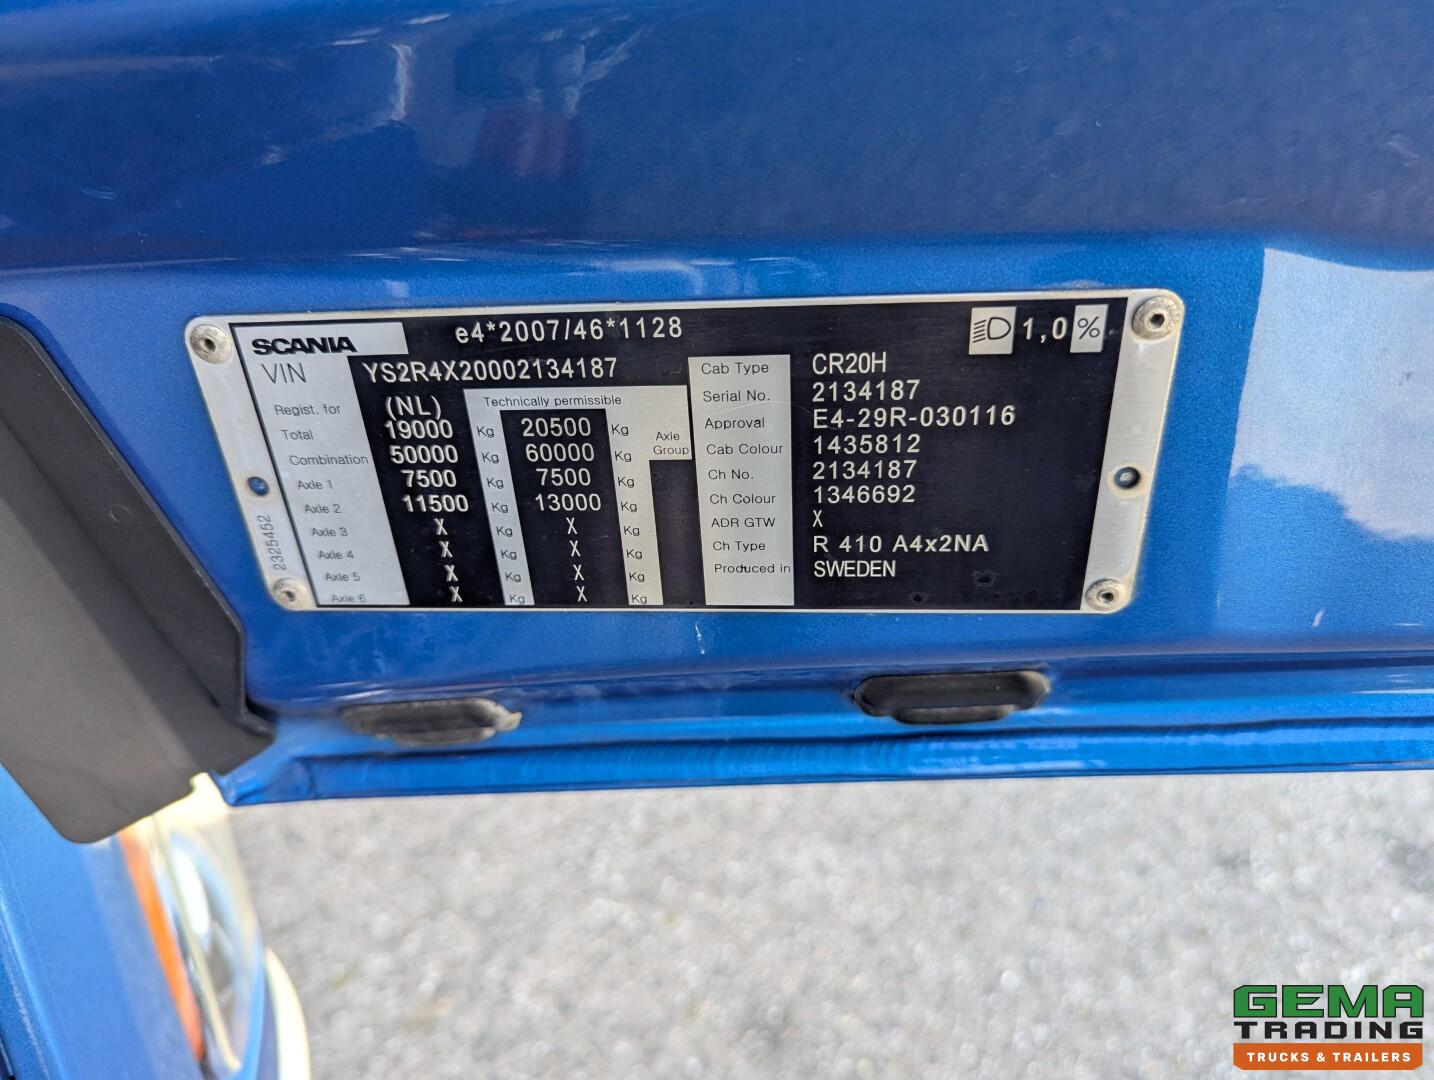 SCANIA
e4*2007/46*1128
1,0 %
VIN YS2R4X20002134187
Regist. for (NL) Technically permissible
Total 19000 Kg 20500 Kg Axle
Combination 50000 Kg 60000 Kg Group
Axle 1 7500 Kg 7500 Kg
Axle 2 11500 Kg 13000 Kg
Axle 3 X Kg X Kg
Axle 4 X Kg X Kg
Axle 5 X Kg X Kg
Axle 6 X Kg X Kg
2325452
Cab Type CR20H
Serial No. 2134187
Approval E4-29R-030116
Cab Colour 1435812
Ch No. 2134187
Ch Colour 1346692
ADR GTW X
Ch Type R 410 A4x2NA
Produced in SWEDEN
GEMA
TRADING
TRUCKS & TRAILERS